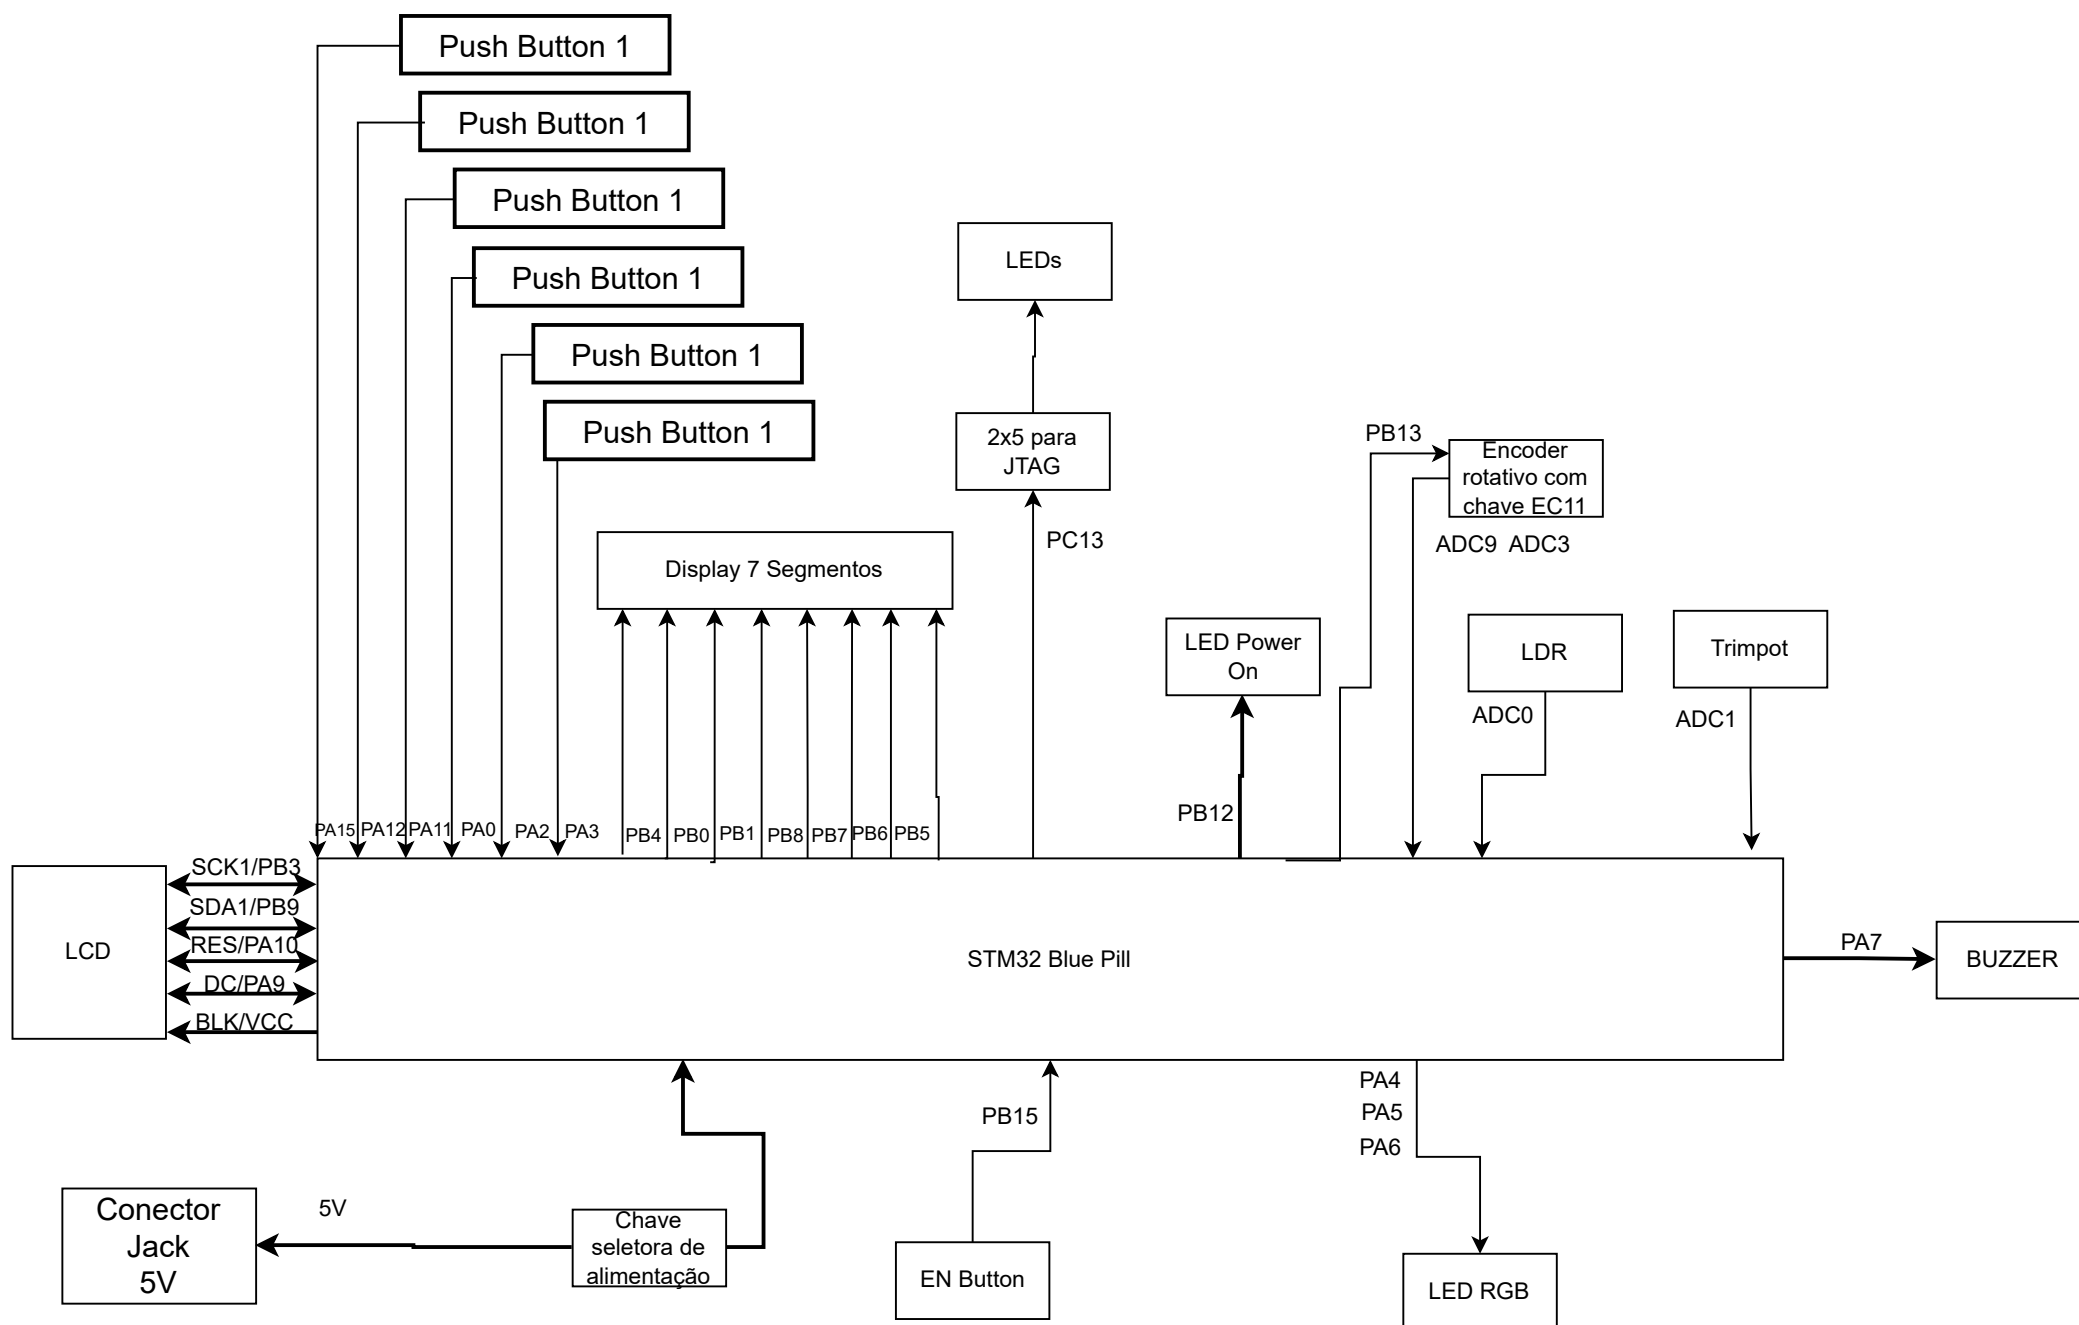 Push Button 1
Push Button 1
Push Button 1
Push Button 1
Push Button 1
Push Button 1
LEDs
2x5 para
JTAG
PC13
PB13
Encoder
rotativo com
chave EC11
ADC9 ADC3
Display 7 Segmentos
LED Power
On
LDR
Trimpot
ADC0
ADC1
PB12
PA15
PA12
PA11
PA0
PA2
PA3
PB4
PB0
PB1
PB8
PB7
PB6
PB5
SCK1/PB3
SDA1/PB9
RES/PA10
DC/PA9
BLK/VCC
LCD
STM32 Blue Pill
PA7
BUZZER
PB15
PA4
PA5
PA6
Conector
Jack
5V
5V
Chave
seletora de
alimentação
EN Button
LED RGB